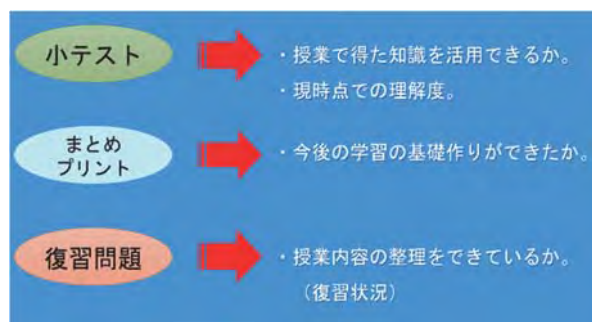 小テスト
・授業で得た知識を活用できるか。
・現時点での理解度。
まとめ
プリント
・今後の学習の基礎作りができたか。
復習問題
・授業内容の整理をできているか。
（復習状況）